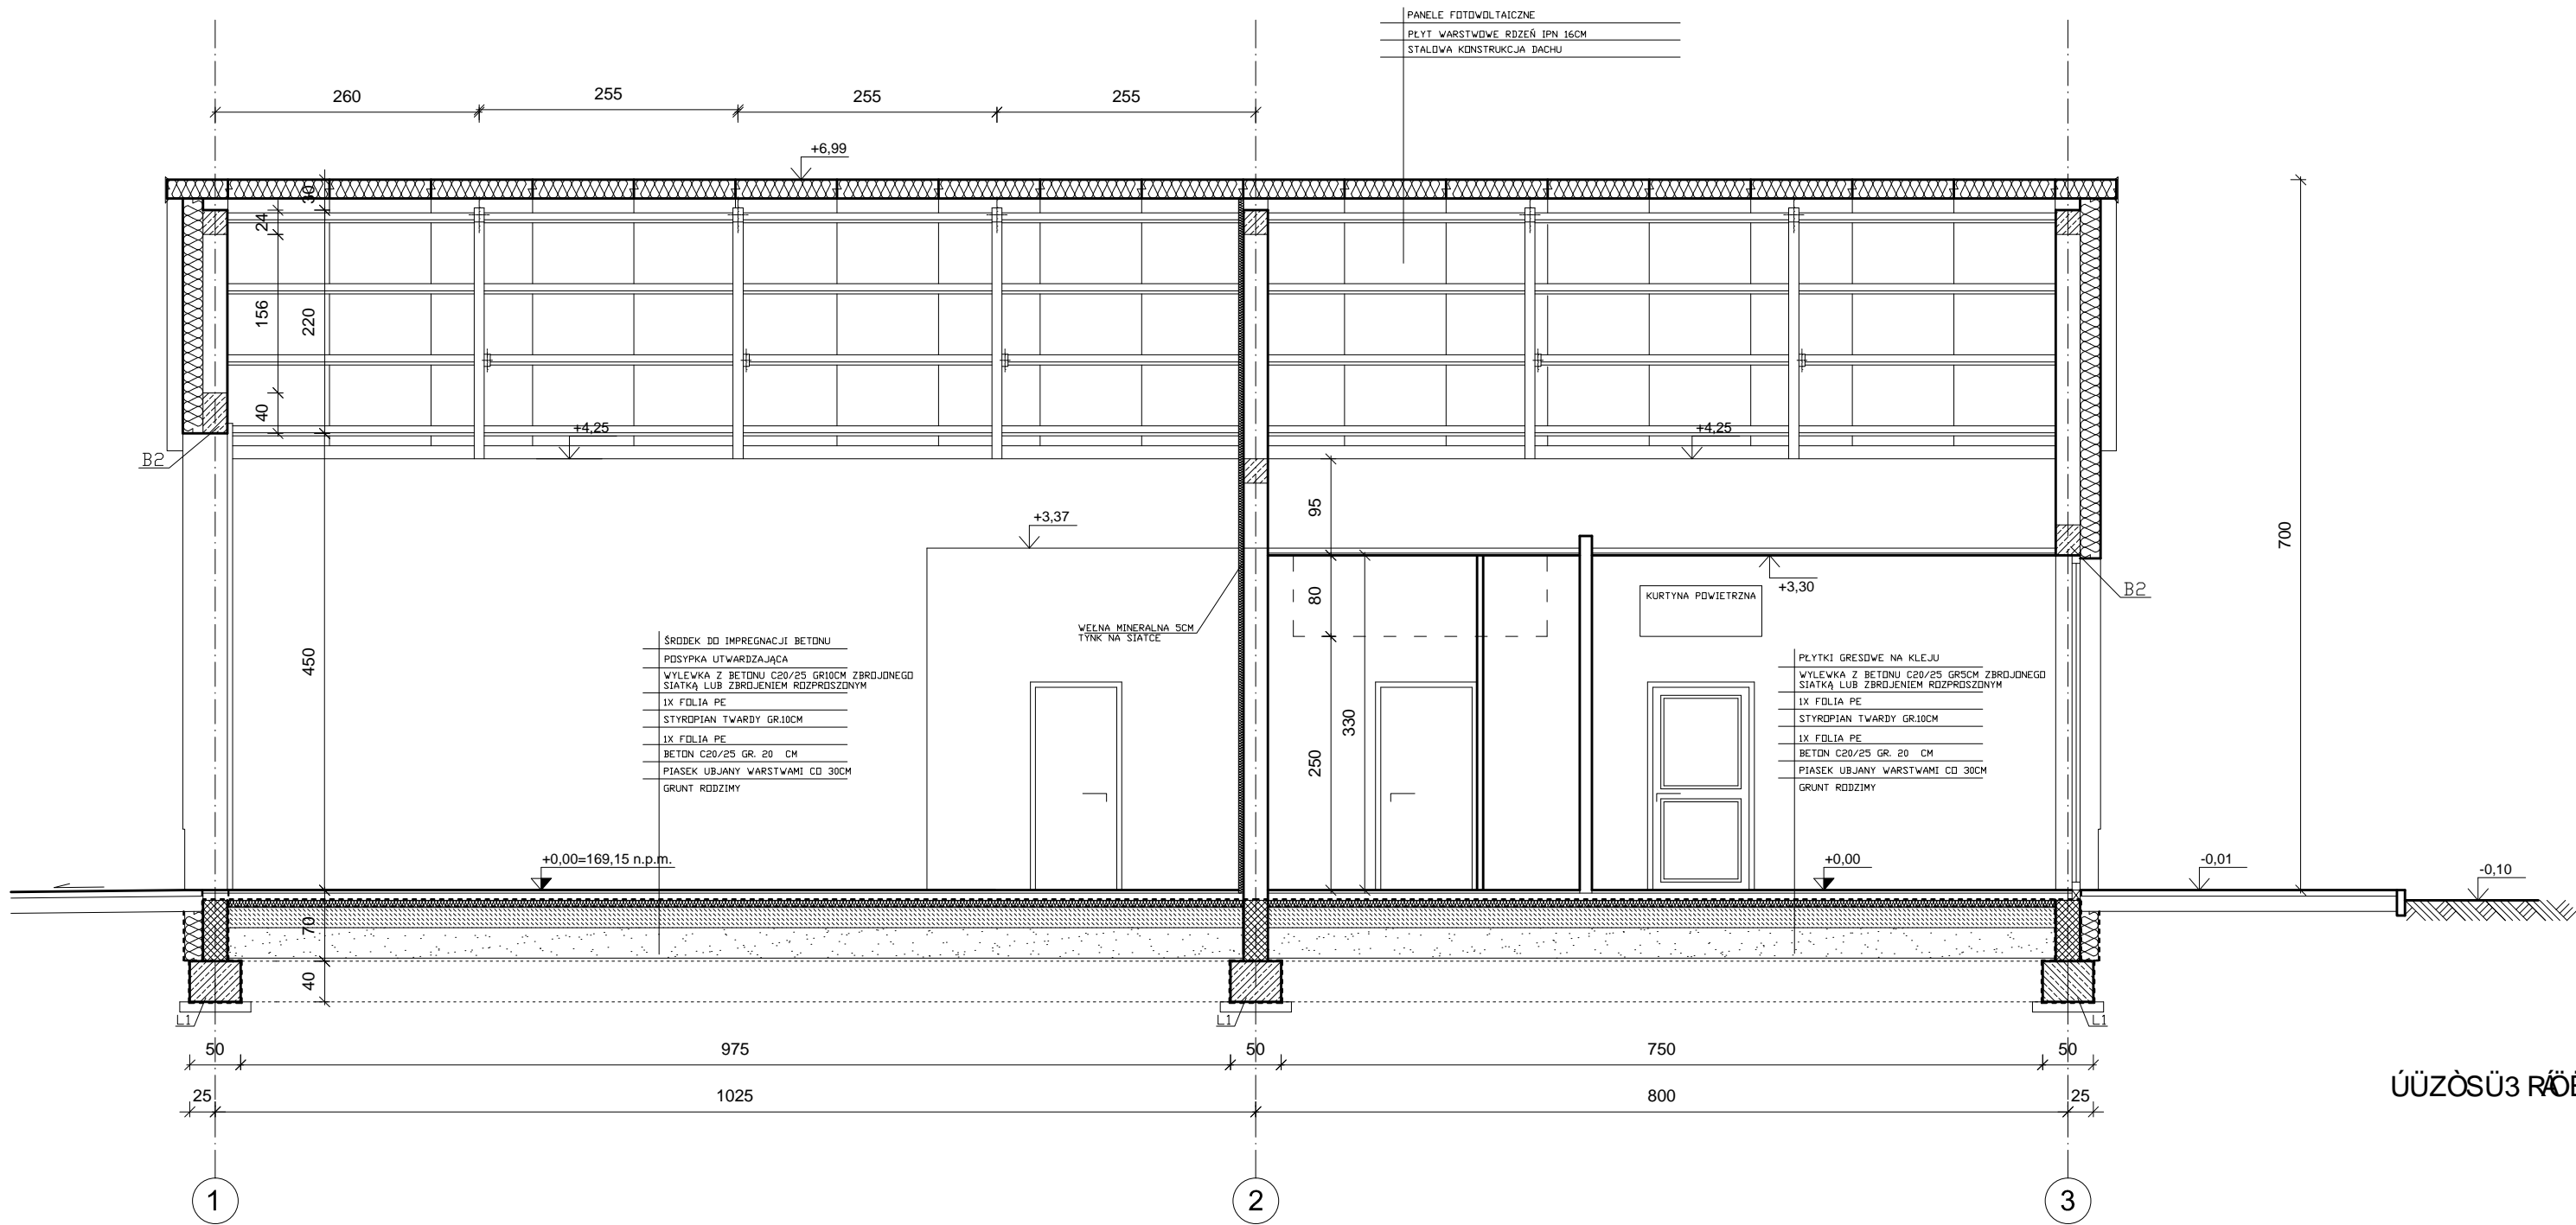 PANELE FOTOWOLTAICZNE
PŁYT WARSTWOWE RDZEŃ IPN 16CM
STALOWA KONSTRUKCJA DACHU
260
255
255
255
+6,99
30
24
156
220
40
B2
+4,25
+4,25
+3,37
95
700
+3,30
80
KURTYNA POWIETRZNA
B2
WEŁNA MINERALNA 5CM
TYNK NA SIATCE
450
ŚRODEK DO IMPREGNACJI BETONU
POSYPKA UTWARDZAJĄCA
WYLEWKA Z BETONU C20/25 GR10CM ZBROJONEGO
SIATKĄ LUB ZBROJENIEM ROZPROSZONYM
1X FOLIA PE
STYROPIAN TWARDY GR.10CM
1X FOLIA PE
BETON C20/25 GR. 20 CM
PIASEK UBJANY WARSTWAMI CO 30CM
GRUNT RODZIMY
330
250
PŁYTKI GRESOWE NA KLEJU
WYLEWKA Z BETONU C20/25 GR5CM ZBROJONEGO
SIATKĄ LUB ZBROJENIEM ROZPROSZONYM
1X FOLIA PE
STYROPIAN TWARDY GR.10CM
1X FOLIA PE
BETON C20/25 GR. 20 CM
PIASEK UBJANY WARSTWAMI CO 30CM
GRUNT RODZIMY
+0,00=169,15 n.p.m.
+0,00
-0,01
-0,10
70
40
L1
L1
L1
50
975
50
750
50
25
1025
800
25
ÚÜZÒSÜ3
1
2
3